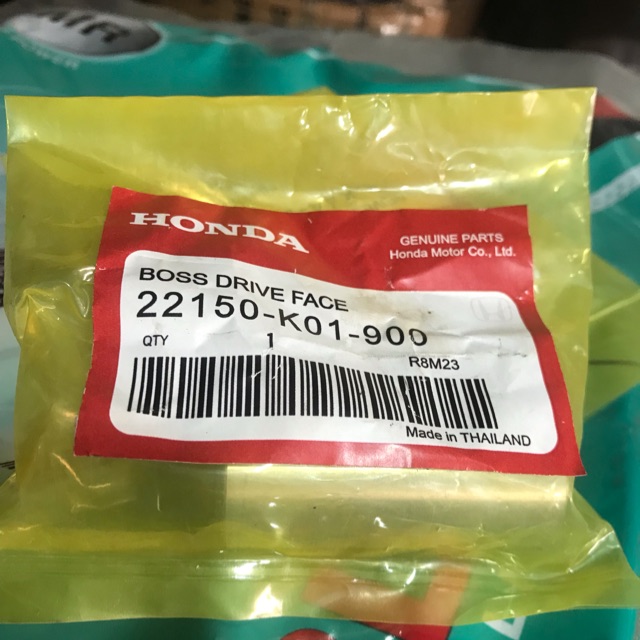 HONDA
GENUINE PARTS
Honda Motor Co., Ltd.
BOSS DRIVE FACE
22150-K01-900
QTY 1
R8M23
Made in THAILAND